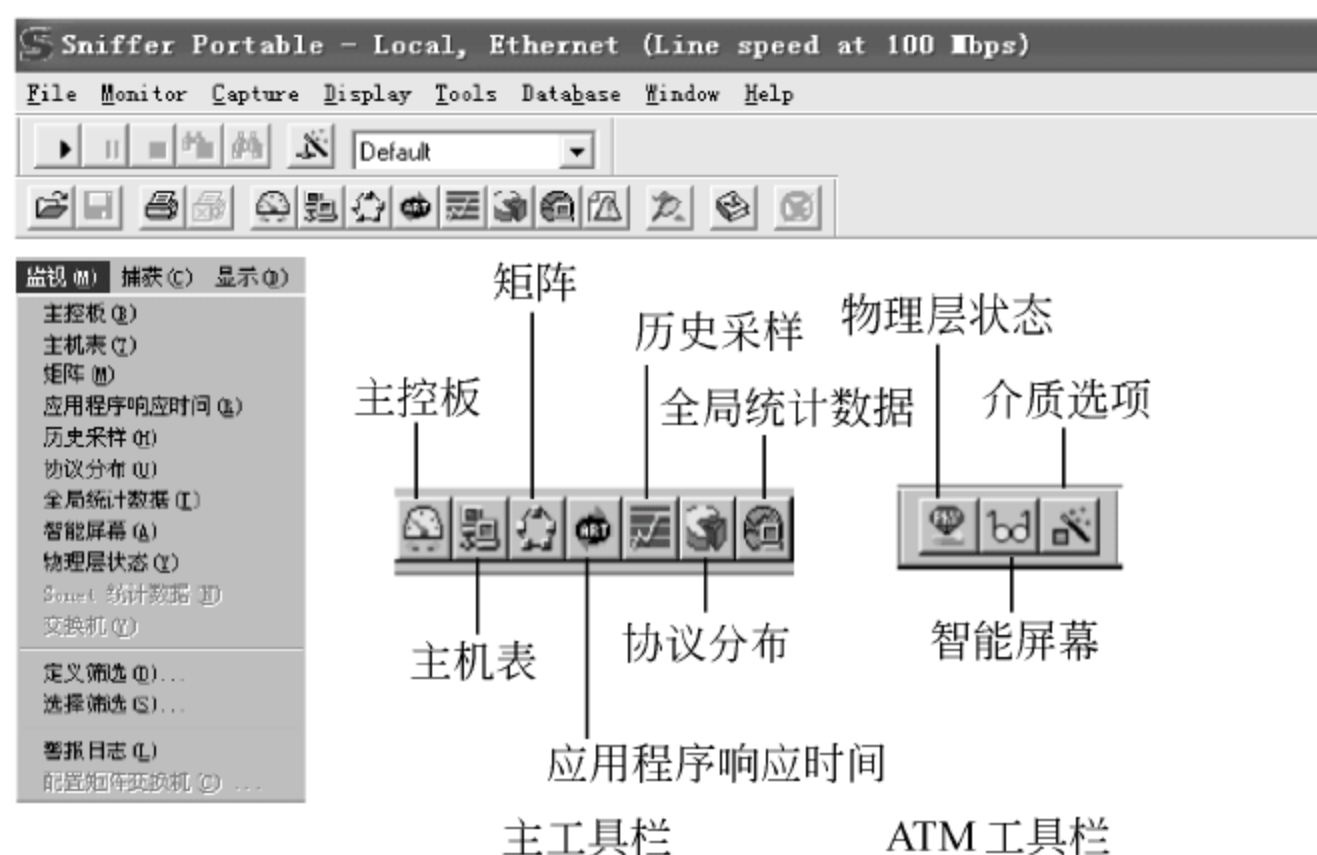 Sniffer Portable - Local, Ethernet (Line speed at 100 Mbps)
File Monitor Capture Display Tools Database Window Help
Default
监视(M) 捕获(C) 显示(D)
主控板(B)
主机表(T)
矩阵(M)
应用程序响应时间(R)
历史采样(H)
协议分布(U)
全局统计数据(T)
智能屏幕(A)
物理层状态(Y)
Sonet 统计数据(N)
交换机(Y)
定义筛选(D)...
选择筛选(S)...
警报日志(L)
配置矩阵变换机(C) ...
矩阵
历史采样
物理层状态
主控板
全局统计数据
介质选项
ART
主机表
协议分布
智能屏幕
应用程序响应时间
主工具栏
ATM 工具栏